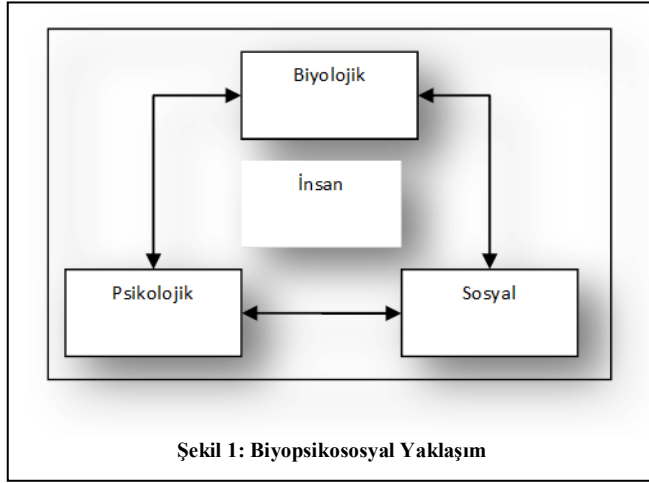 Biyolojik
İnsan
Psikolojik
Sosyal
Şekil 1: Biyopsikososyal Yaklaşım